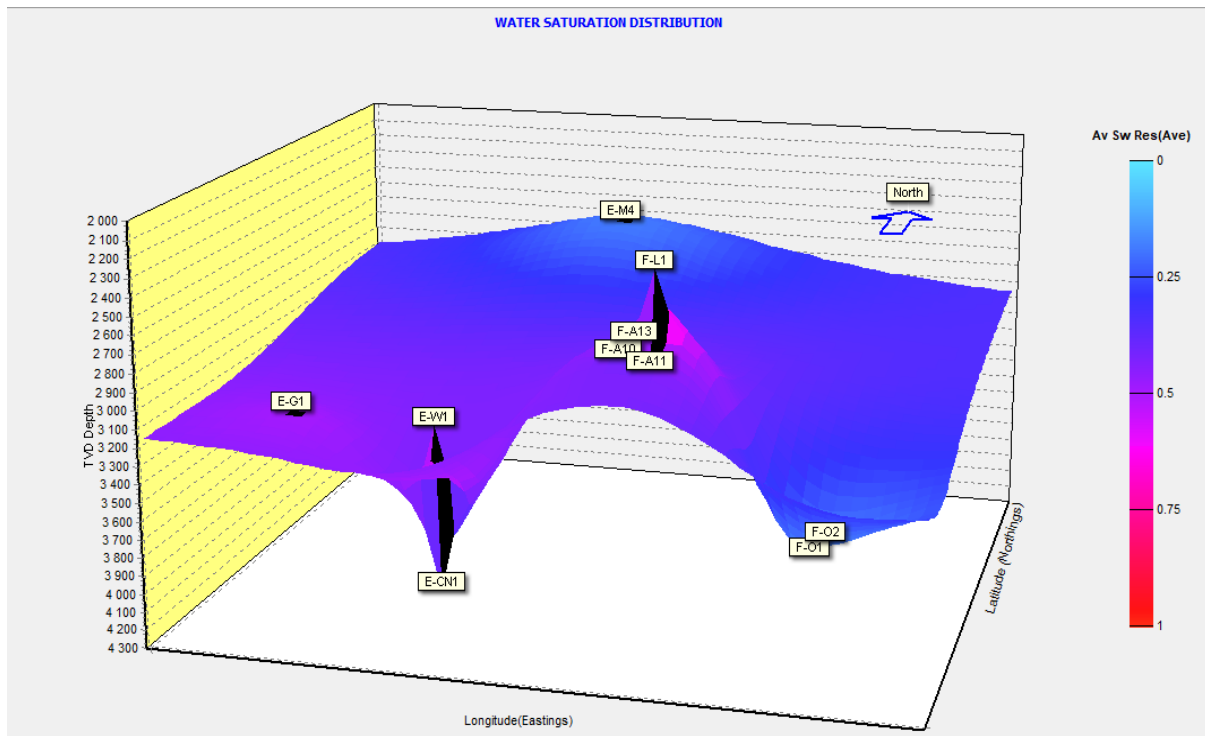 WATER SATURATION DISTRIBUTION
Av Sw Res(Ave)
0
0.25
0.5
0.75
1
North
E-M4
F-L1
F-A13
F-A10
F-A11
E-G1
E-W1
E-CN1
F-O2
F-O1
2 000
2 100
2 300
2 400
2 500
2 600
2 700
2 800
2 900
3 000
3 100
3 200
3 300
3 400
3 500
3 600
3 700
3 800
3 900
4 000
4 100
4 200
4 300
TVD Depth
Longitude(Eastings)
Latitude (Northings)